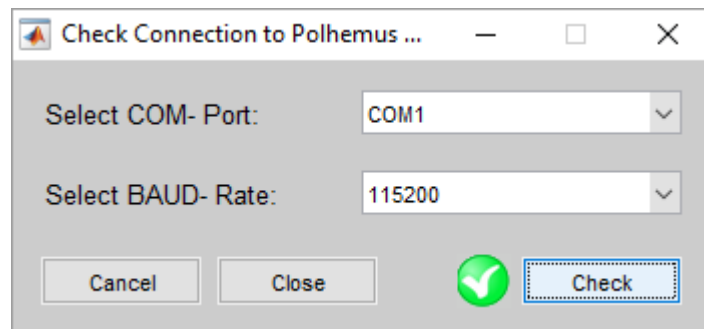 Check Connection to Polhemus ...
Select COM- Port:
COM1
Select BAUD- Rate:
115200
Cancel
Close
Check